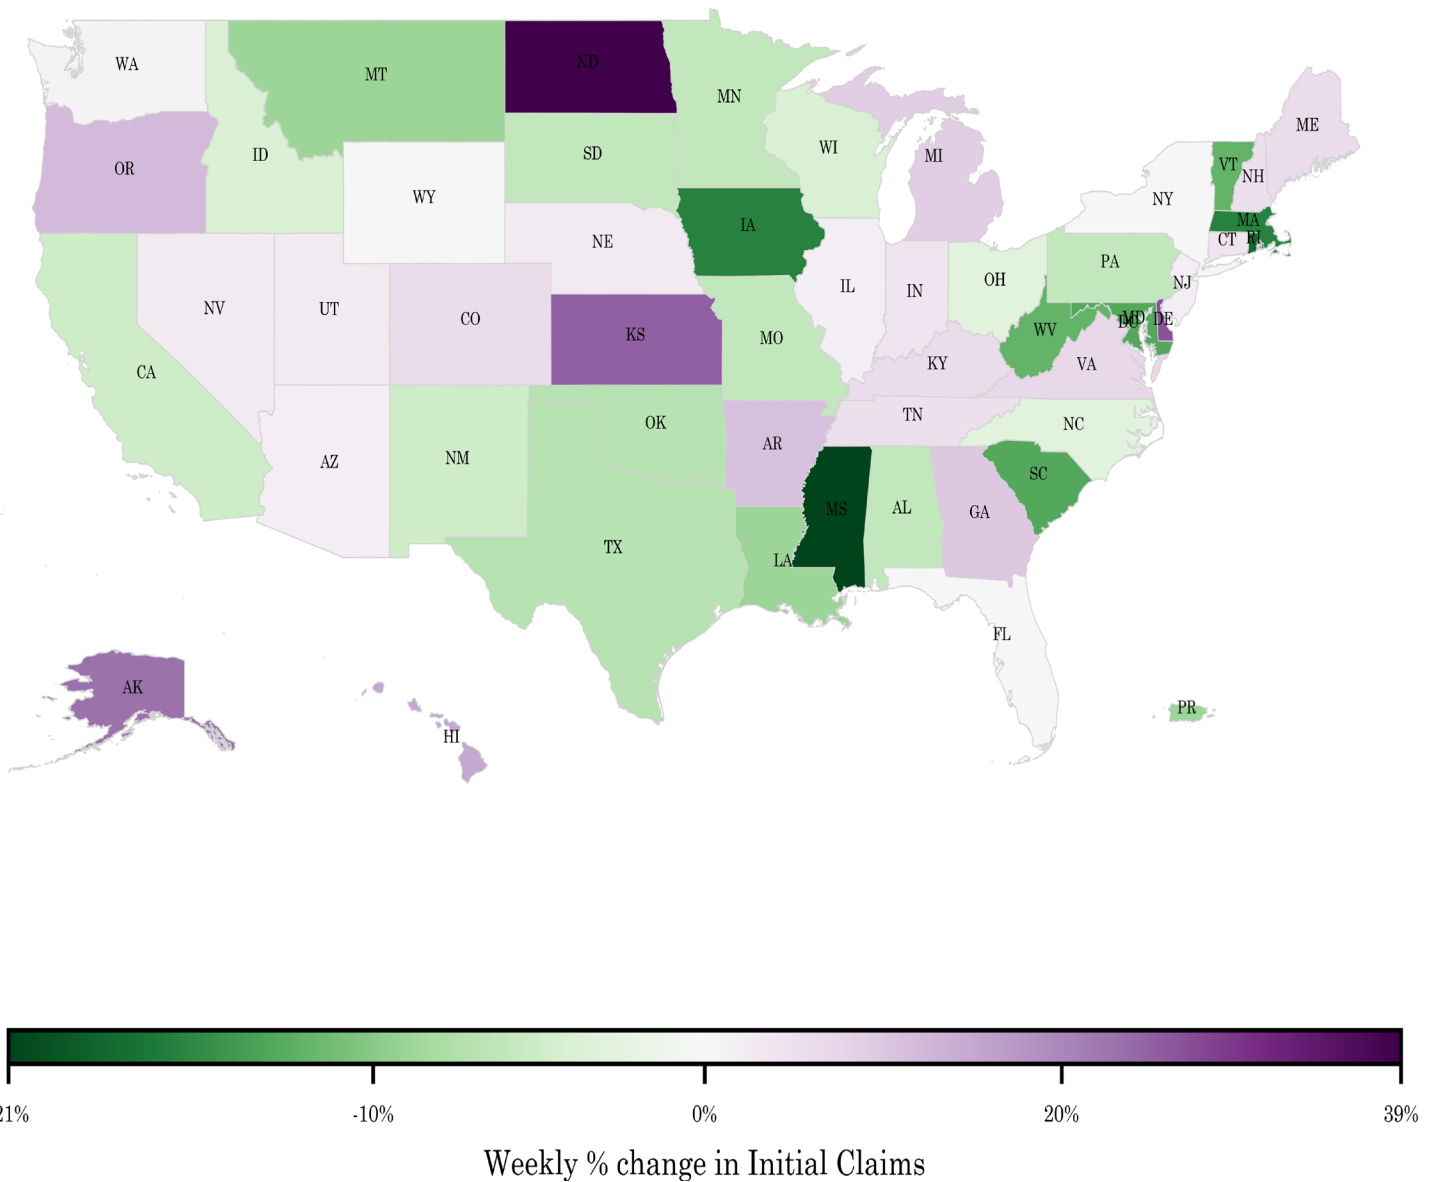 WA
MT
ND
MN
ME
OR
ID
SD
WI
MI
VT
NH
WY
NY
MA
IA
CT
RI
NE
PA
NV
UT
CO
IL
IN
OH
NJ
KS
MO
WV
DC
MD
DE
CA
KY
VA
OK
AR
TN
NC
NM
AZ
SC
MS
AL
GA
TX
LA
FL
AK
HI
PR
21%
-10%
0%
20%
39%
Weekly % change in Initial Claims